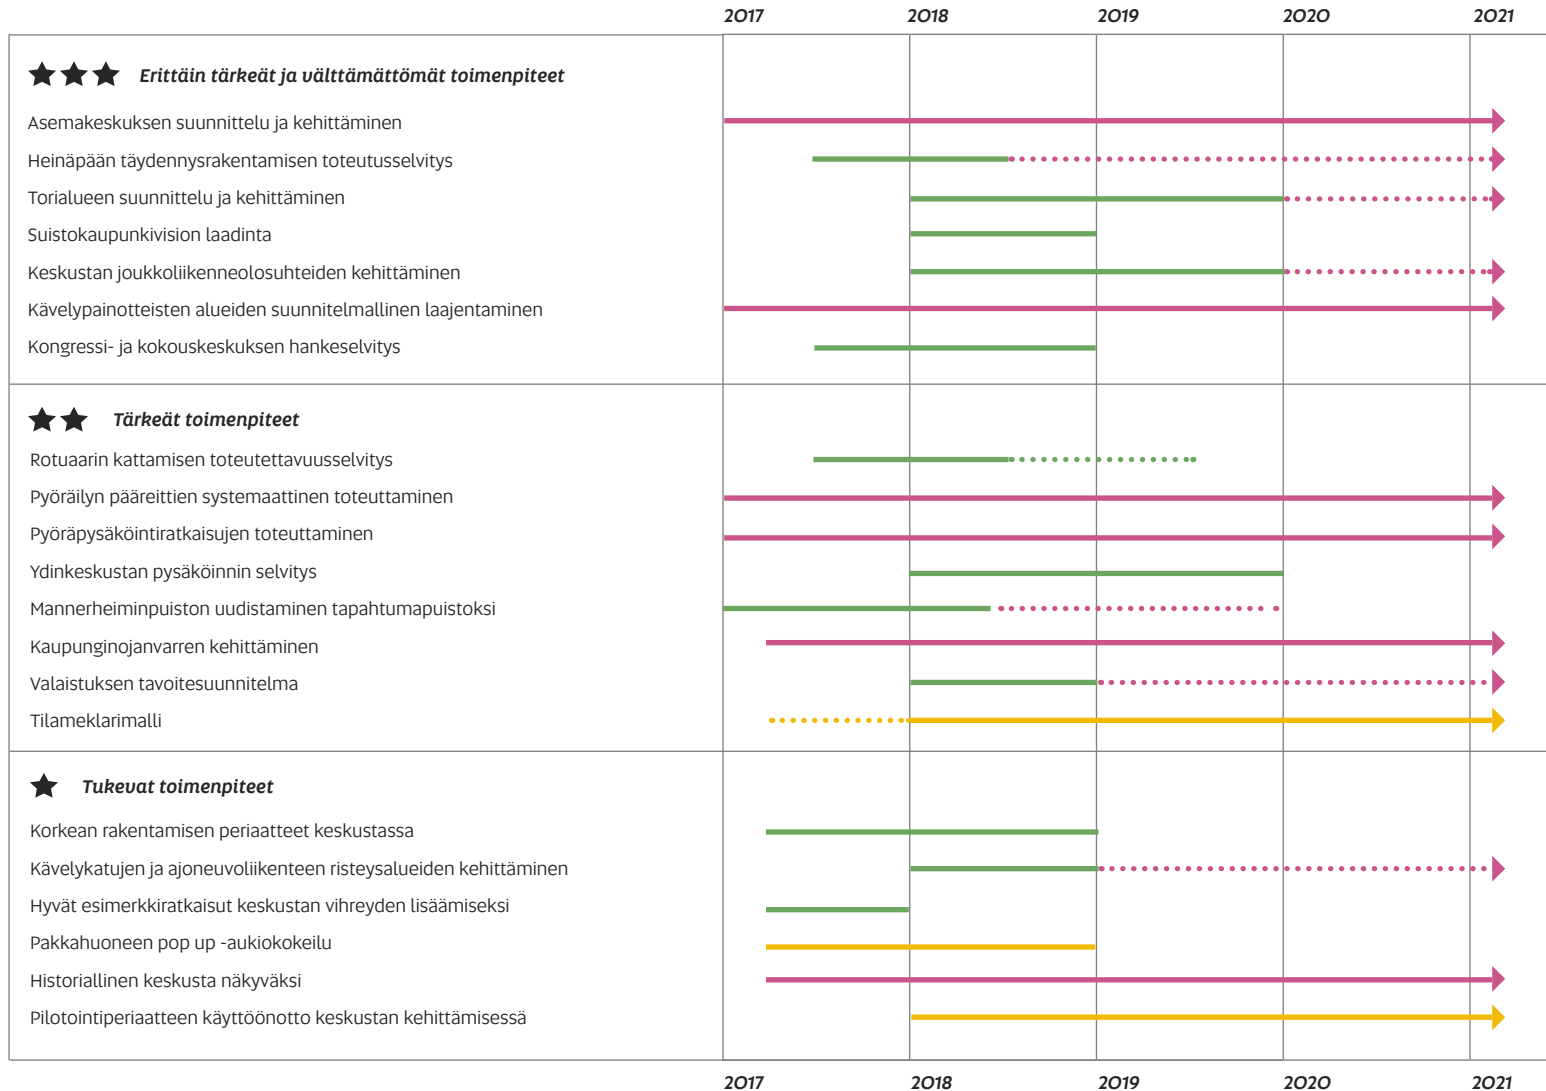 2017 2018 2019 2020 2021
Erittäin tärkeät ja välttämättömät toimenpiteet
Asemakeskuksen suunnittelu ja kehittäminen
Heinäpään täydennysrakentamisen toteutusselvitys
Torialueen suunnittelu ja kehittäminen
Suistokaupunkivision laadinta
Keskustan joukkoliikenneolosuhteiden kehittäminen
Kävelypainotteisten alueiden suunnitelmallinen laajentaminen
Kongressi- ja kokouskeskuksen hankeselvitys
Tärkeät toimenpiteet
Rotuaarin kattamisen toteutettavuusselvitys
Pyöräilyn pääreittien systemaattinen toteuttaminen
Pyöräpysäköintiratkaisujen toteuttaminen
Ydinkeskustan pysäköinnin selvitys
Mannerheiminpuiston uudistaminen tapahtumapuistoksi
Kaupunginojanvarren kehittäminen
Valaistuksen tavoitesuunnitelma
Tilameklarimalli
Tukevat toimenpiteet
Korkean rakentamisen periaatteet keskustassa
Kävelykatujen ja ajoneuvoliikenteen risteysalueiden kehittäminen
Hyvät esimerkkiratkaisut keskustan vihreyden lisäämiseksi
Pakkahuoneen pop up -aukiokokeilu
Historiallinen keskusta näkyväksi
Pilotointiperiaatteen käyttöönotto keskustan kehittämisessä
2017 2018 2019 2020 2021